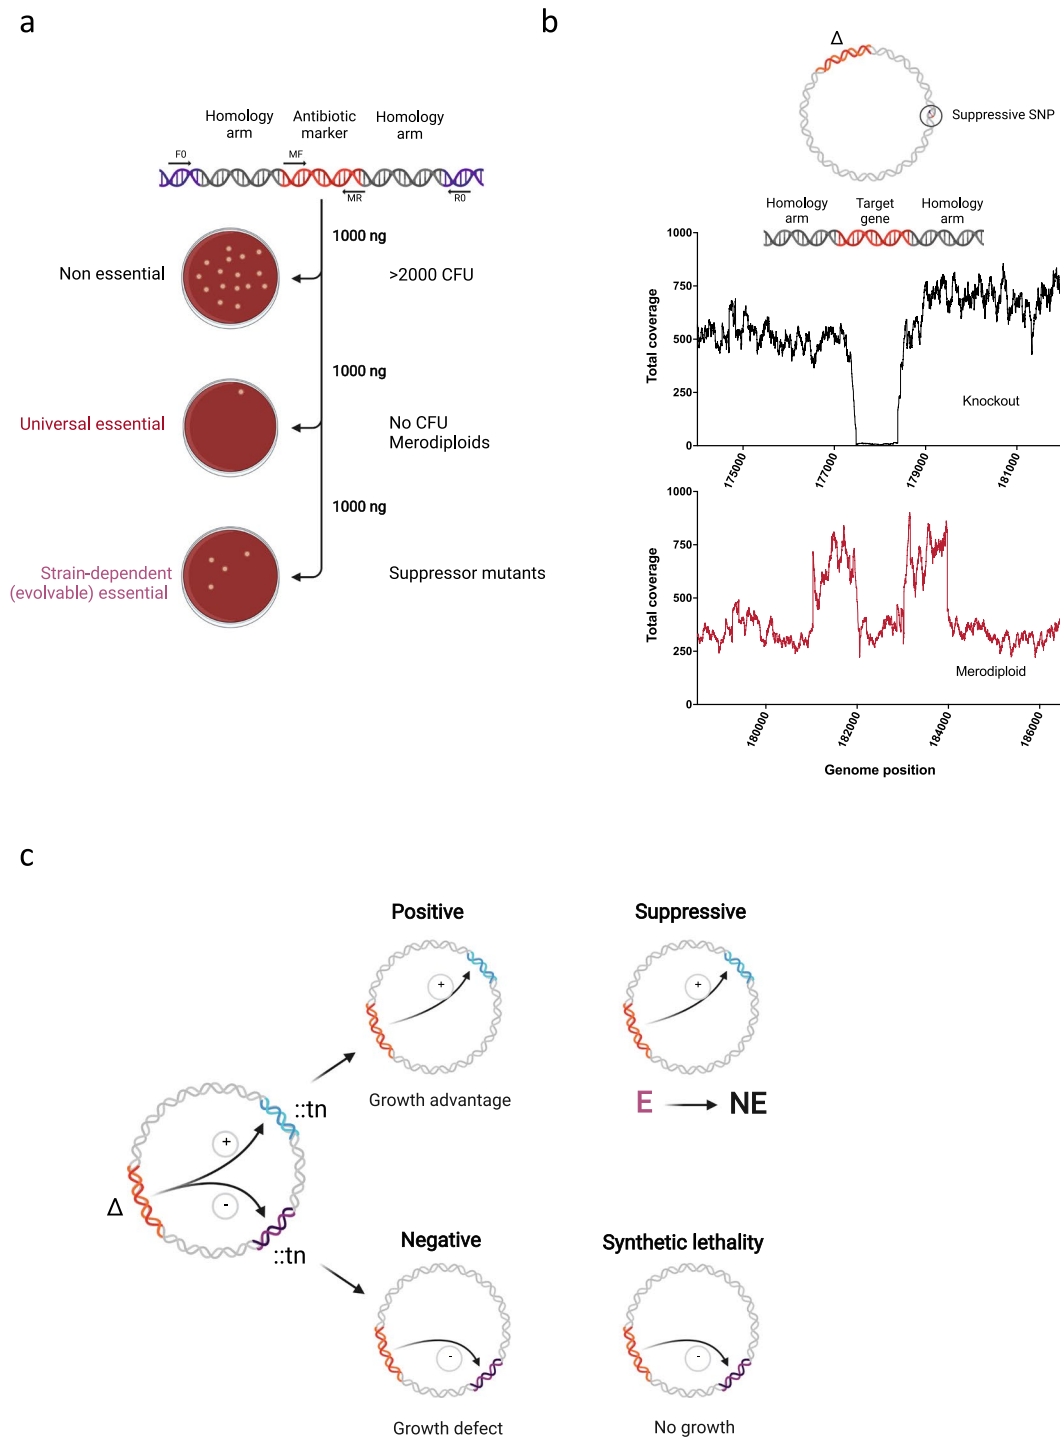 a
Homology arm
Antibiotic marker
Homology arm
F0
MF
MR
R0
1000 ng
Non essential
>2000 CFU
1000 ng
Universal essential
No CFU
Merodiploids
1000 ng
Strain-dependent
(evolvable) essential
Suppressor mutants
b
Δ
Suppressive SNP
Homology arm
Target gene
Homology arm
1000
750
500
250
0
Total coverage
Knockout
175000
177000
179000
181000
1000
750
500
250
0
Total coverage
Merodiploid
180000
182000
184000
186000
Genome position
c
Positive
Suppressive
+
+
Growth advantage
E
NE
::tn
+
-
Δ
::tn
Negative
Synthetic lethality
-
-
Growth defect
No growth